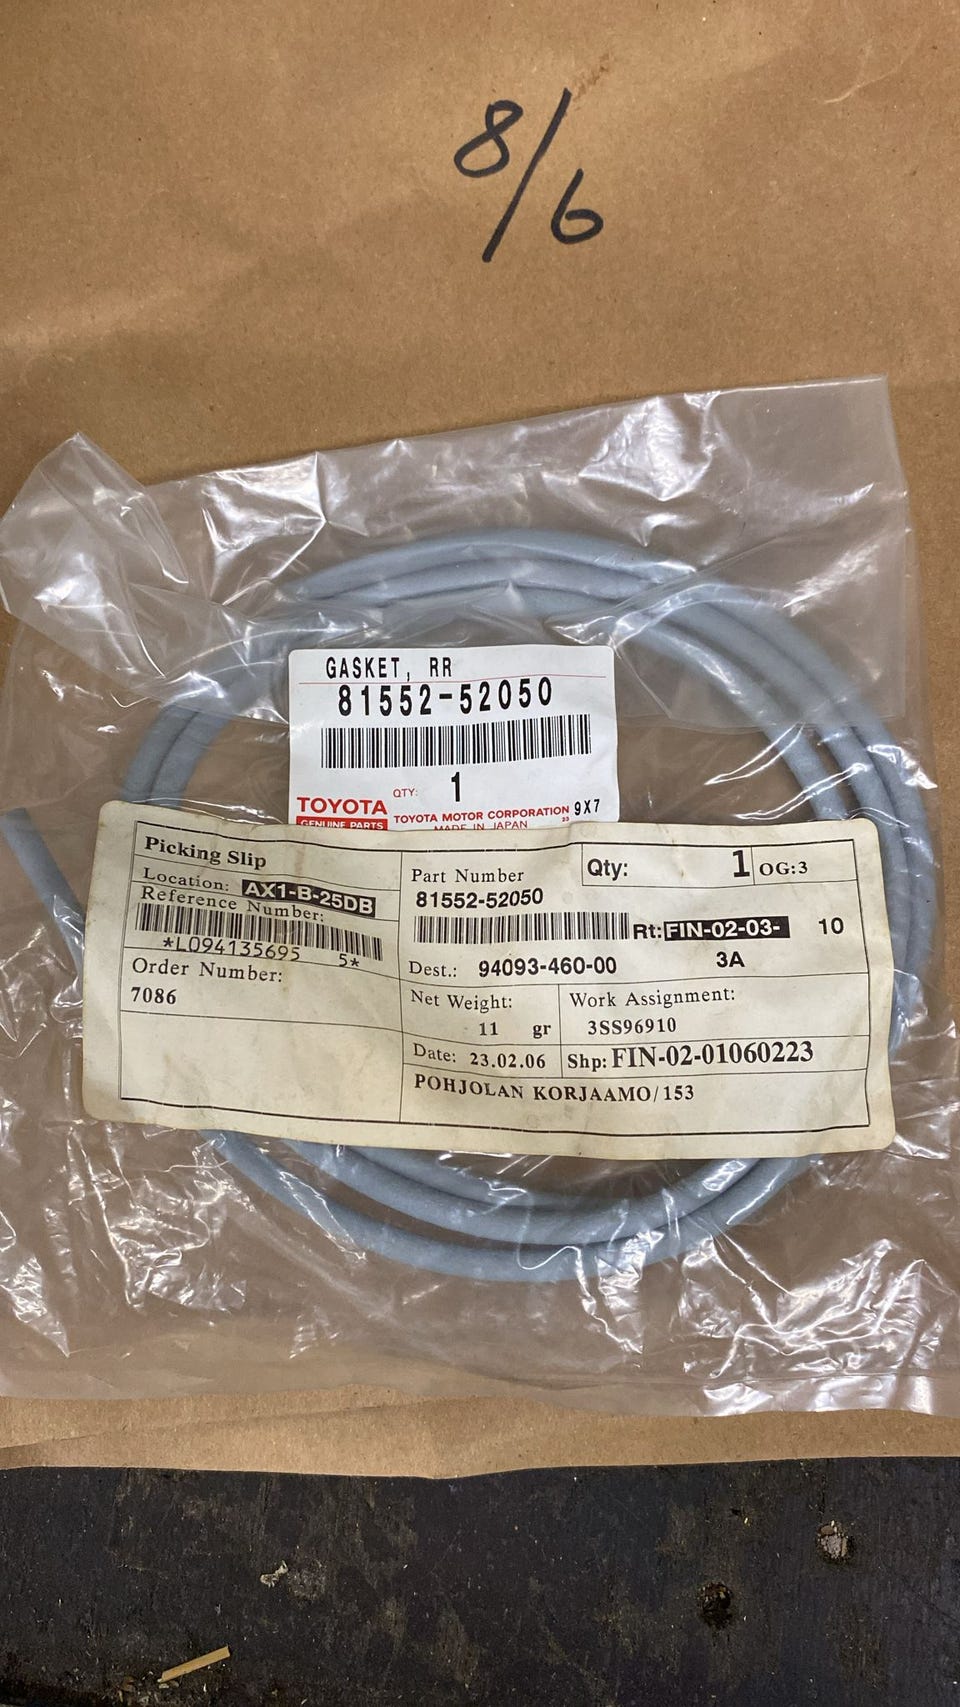 8/6
GASKET, RR
81552-52050
QTY: 1
TOYOTA
GENUINE PARTS
TOYOTA MOTOR CORPORATION 9X7
MADE IN JAPAN 23
Picking Slip
Location: AX1-B-25DB
Reference Number:
*L094135695 5*
Order Number:
7086
Part Number
81552-52050
Qty: 1 OG:3
Rt: FIN-02-03- 10
3A
Dest.: 94093-460-00
Net Weight:
11 gr
Work Assignment:
3SS96910
Date: 23.02.06
Shp: FIN-02-01060223
POHJOLAN KORJAAMO/153